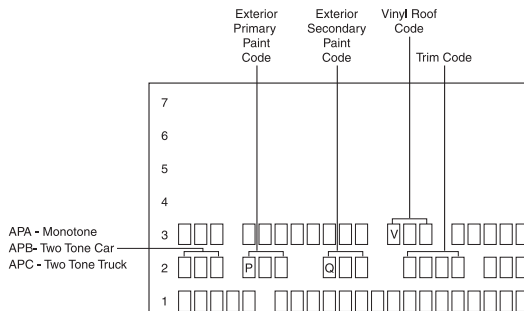 Exterior
Primary
Paint
Code
Exterior
Secondary
Paint
Code
Vinyl Roof
Code
Trim Code
7
6
5
4
APA - Monotone
APB- Two Tone Car
APC - Two Tone Truck
3
V
2
P
Q
1